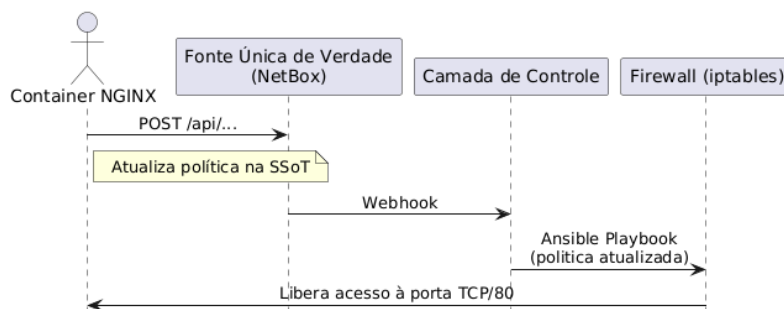 Container NGINX
Fonte Única de Verdade
(NetBox)
Camada de Controle
Firewall (iptables)
POST /api/...
Atualiza política na SSoT
Webhook
Ansible Playbook
(politica atualizada)
Libera acesso à porta TCP/80